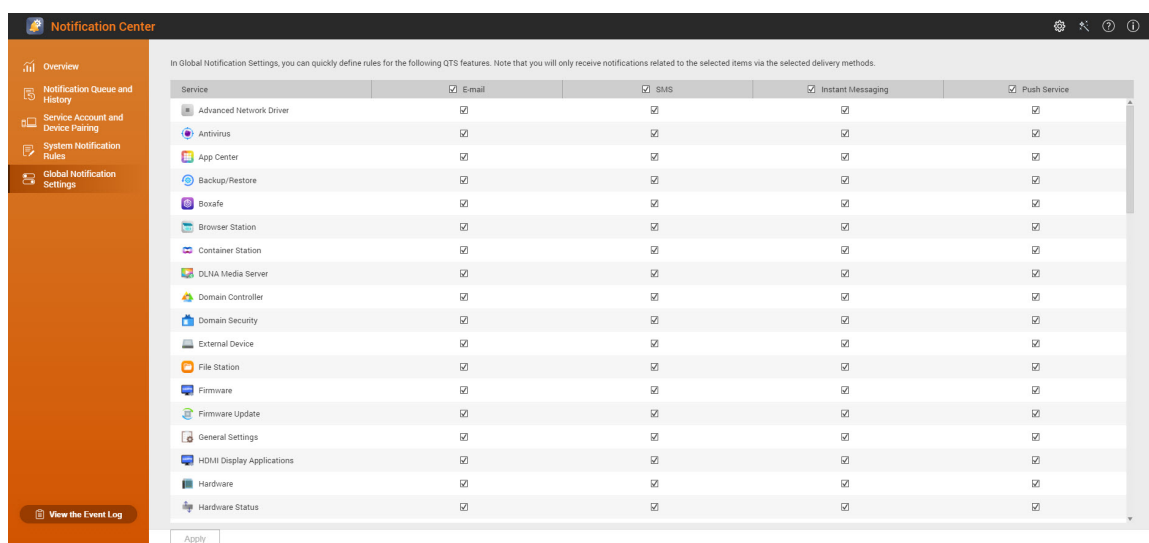 Notification Center
Overview
Notification Queue and
History
Service Account and
Device Pairing
System Notification
Rules
Global Notification
Settings
View the Event Log
In Global Notification Settings, you can quickly define rules for the following QTS features. Note that you will only receive notifications related to the selected items via the selected delivery methods.
Service E-mail SMS Instant Messaging Push Service
Advanced Network Driver
Antivirus
App Center
Backup/Restore
Boxafe
Browser Station
Container Station
DLNA Media Server
Domain Controller
Domain Security
External Device
File Station
Firmware
Firmware Update
General Settings
HDMI Display Applications
Hardware
Hardware Status
Apply